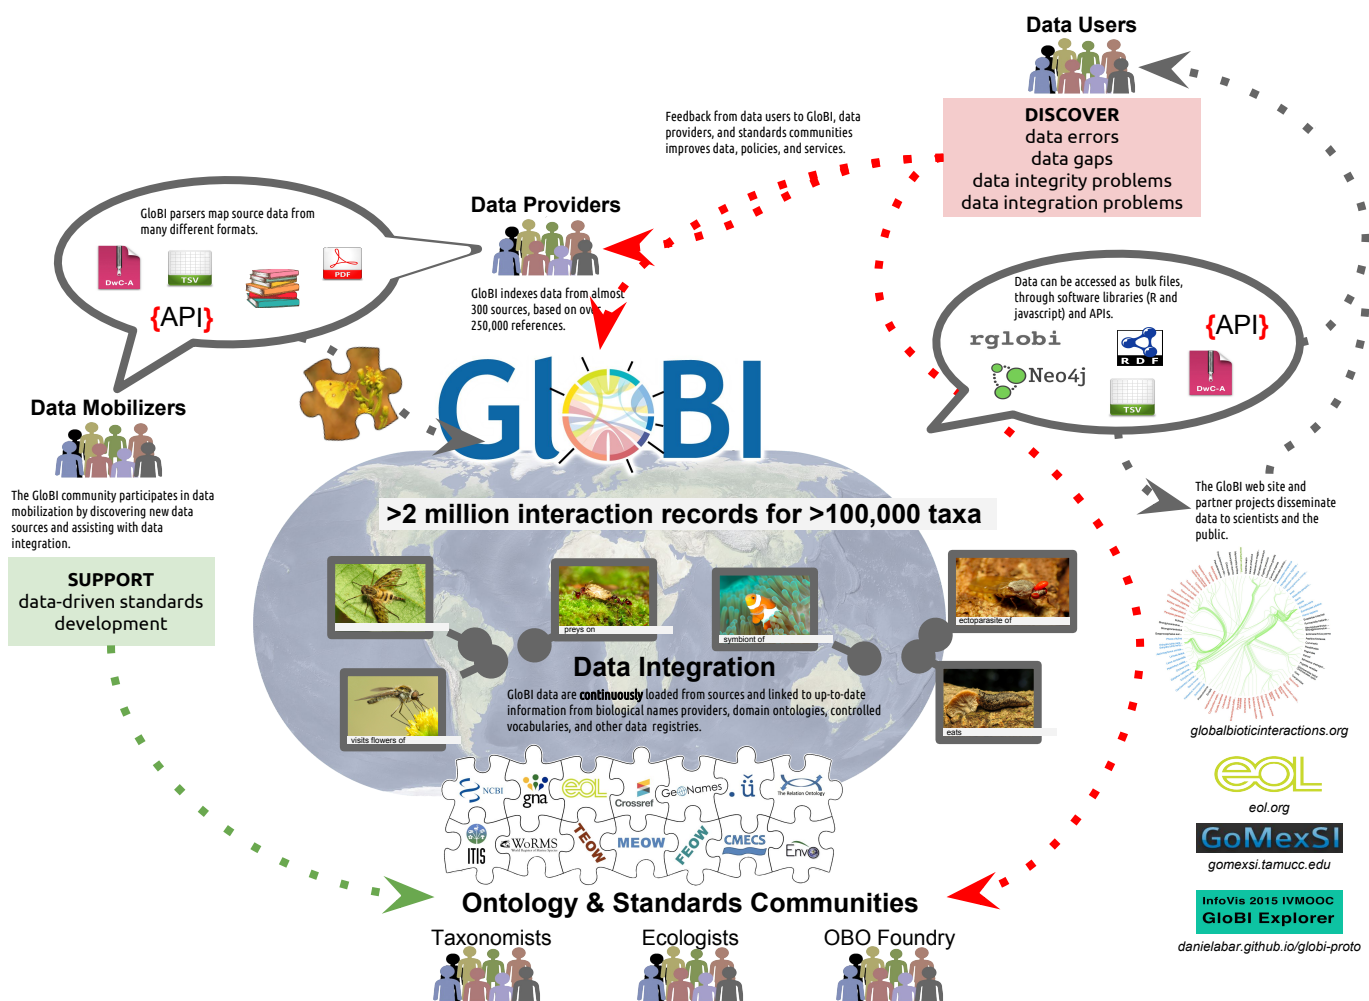 Data Users
DISCOVER
data errors
data gaps
data integrity problems
data integration problems
Feedback from data users to GloBI, data
providers, and standards communities
improves data, policies, and services.
Data Providers
GloBI indexes data from almost
300 sources, based on over
250,000 references.
GloBI parsers map source data from
many different formats.
DwC-A
TSV
PDF
{API}
Data can be accessed as bulk files,
through software libraries (R and
javascript) and APIs.
rglobi
RDF
{API}
Neo4j
TSV
DwC-A
Data Mobilizers
The GloBI community participates in data
mobilization by discovering new data
sources and assisting with data
integration.
SUPPORT
data-driven standards
development
GloBI
>2 million interaction records for >100,000 taxa
preys on
symbiont of
ectoparasite of
visits flowers of
eats
Data Integration
GloBI data are continuously loaded from sources and linked to up-to-date
information from biological names providers, domain ontologies, controlled
vocabularies, and other data registries.
NCBI
gna
eol
Crossref
GeoNames
.ü
The Relation Ontology
ITIS
WoRMS
World Register of Marine Species
TEOW
MEOW
FEOW
CMECS
EnvO
Ontology & Standards Communities
Taxonomists
Ecologists
OBO Foundry
The GloBI web site and
partner projects disseminate
data to scientists and the
public.
globalbioticinteractions.org
eol
eol.org
GoMexSI
gomexsi.tamucc.edu
InfoVis 2015 IVMOOC
GloBI Explorer
danielabar.github.io/globi-proto